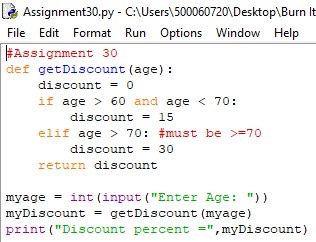 Assignment30.py - C:\Users\500060720\Desktop\Burn It
File Edit Format Run Options Window Help
#Assignment 30
def getDiscount(age):
    discount = 0
    if age > 60 and age < 70:
        discount = 15
    elif age > 70: #must be >=70
        discount = 30
    return discount

myage = int(input("Enter Age: "))
myDiscount = getDiscount(myage)
print("Discount percent =",myDiscount)